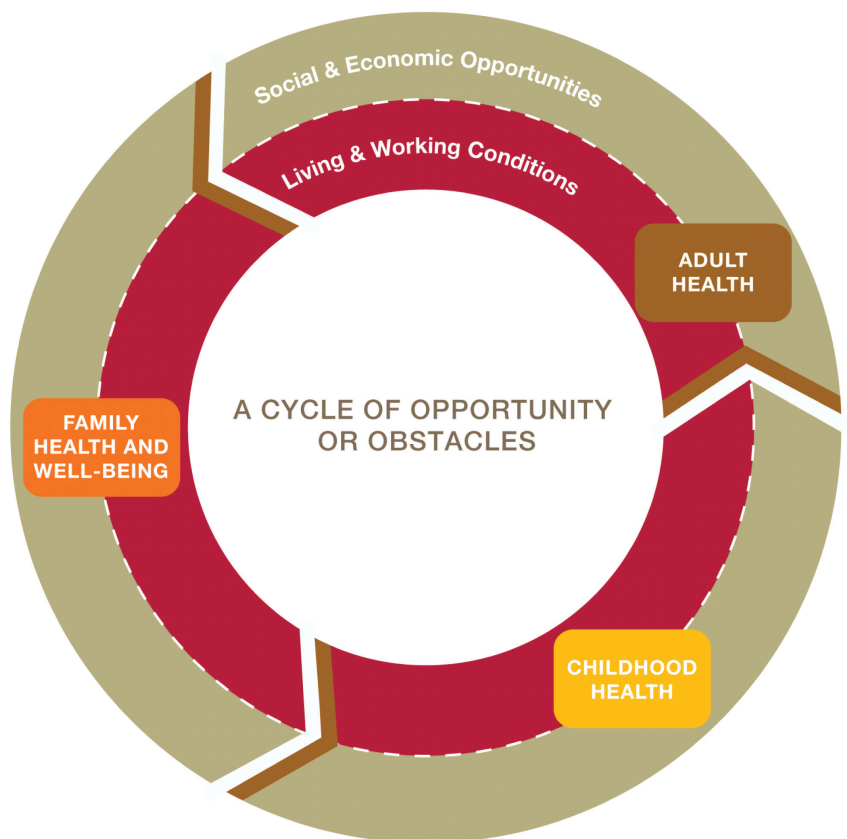 Social & Economic Opportunities
Living & Working Conditions
ADULT
HEALTH
A CYCLE OF OPPORTUNITY
OR OBSTACLES
FAMILY
HEALTH AND
WELL-BEING
CHILDHOOD
HEALTH